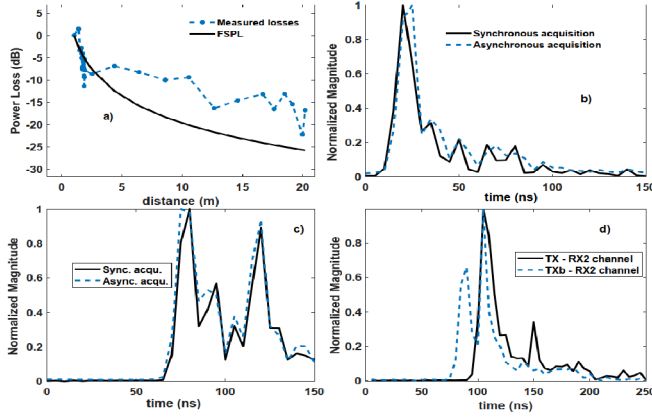 5
0
-5
-10
-15
-20
-25
-30
Power Loss (dB)
Measured losses
FSPL
a)
0
5
10
15
20
distance (m)
1
0.8
0.6
0.4
0.2
0
Normalized Magnitude
Synchronous acquisition
Asynchronous acquisition
b)
0
50
100
150
time (ns)
1
0.8
0.6
0.4
0.2
0
Normalized Magnitude
c)
Sync. acqu.
Async. acqu.
0
50
100
150
time (ns)
1
0.8
0.6
0.4
0.2
0
Normalized Magnitude
d)
TX - RX2 channel
TXb - RX2 channel
0
50
100
150
200
250
time (ns)